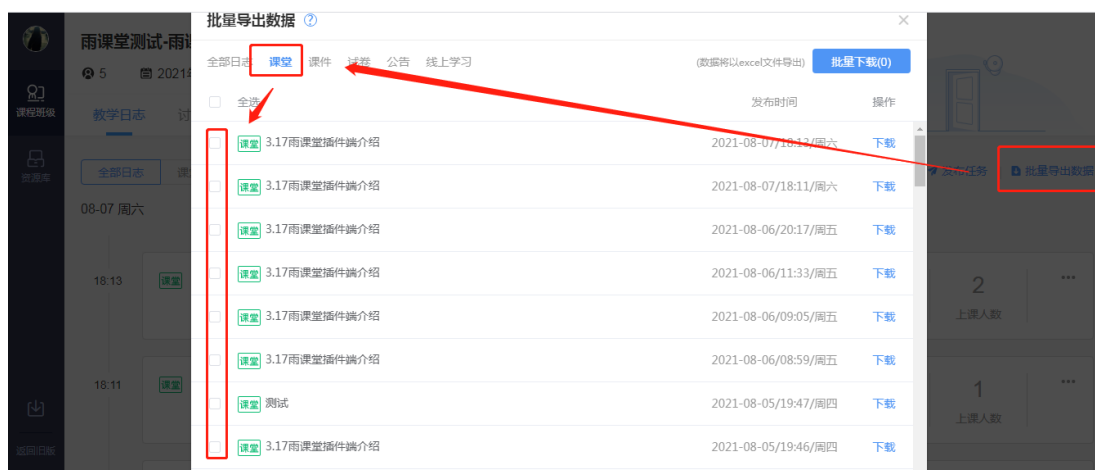 批量导出数据 ?
雨课堂测试-雨
全部日志 课堂 课件 试卷 公告 线上学习 (数据将以excel文件导出) 批量下载(0)
5 2021
课程班级
教学日志 讨
全选 发布时间 操作
课堂 3.17雨课堂插件端介绍 2021-08-07/18:13/周六 下载
资源库
全部日志 课
发布任务 批量导出数据
课堂 3.17雨课堂插件端介绍 2021-08-07/18:11/周六 下载
08-07 周六
课堂 3.17雨课堂插件端介绍 2021-08-06/20:17/周五 下载
18:13 课堂
课堂 3.17雨课堂插件端介绍 2021-08-06/11:33/周五 下载
2
上课人数
课堂 3.17雨课堂插件端介绍 2021-08-06/09:05/周五 下载
课堂 3.17雨课堂插件端介绍 2021-08-06/08:59/周五 下载
18:11 课堂
1
上课人数
课堂 测试 2021-08-05/19:47/周四 下载
返回旧版
课堂 3.17雨课堂插件端介绍 2021-08-05/19:46/周四 下载